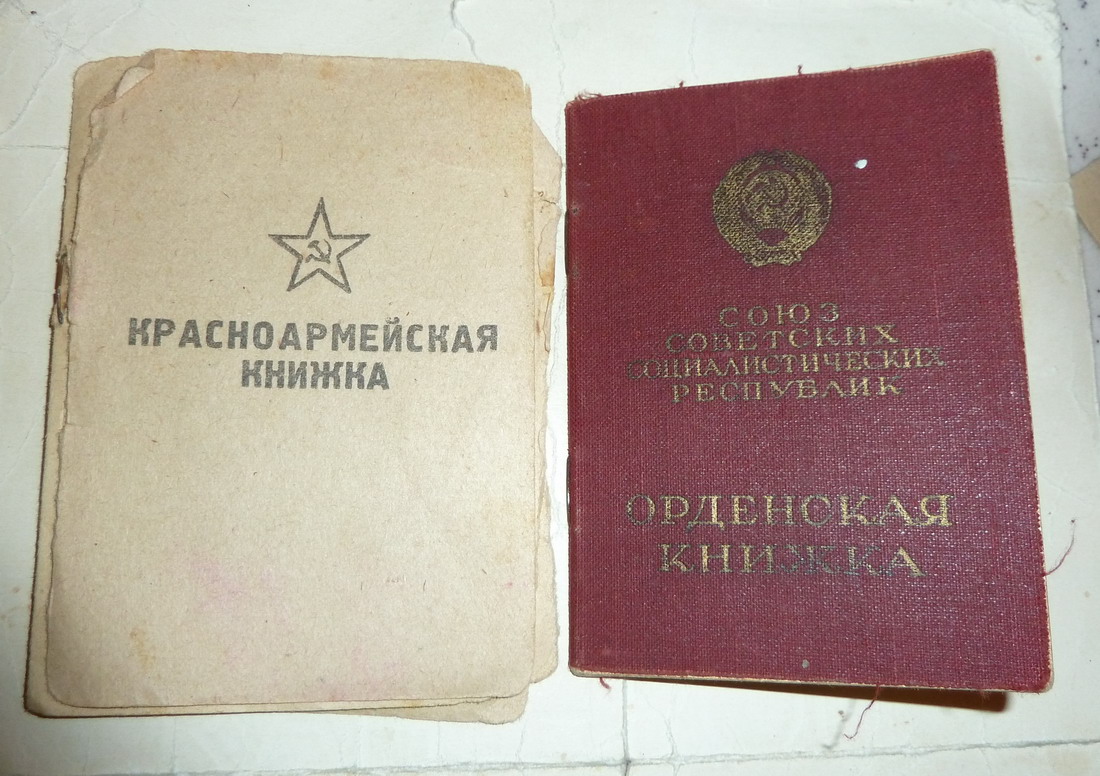 КРАСНОАРМЕЙСКАЯ
КНИЖКА
СОЮЗ
СОВЕТСКИХ
СОЦИАЛИСТИЧЕСКИХ
РЕСПУБЛИК
ОРДЕНСКАЯ
КНИЖКА